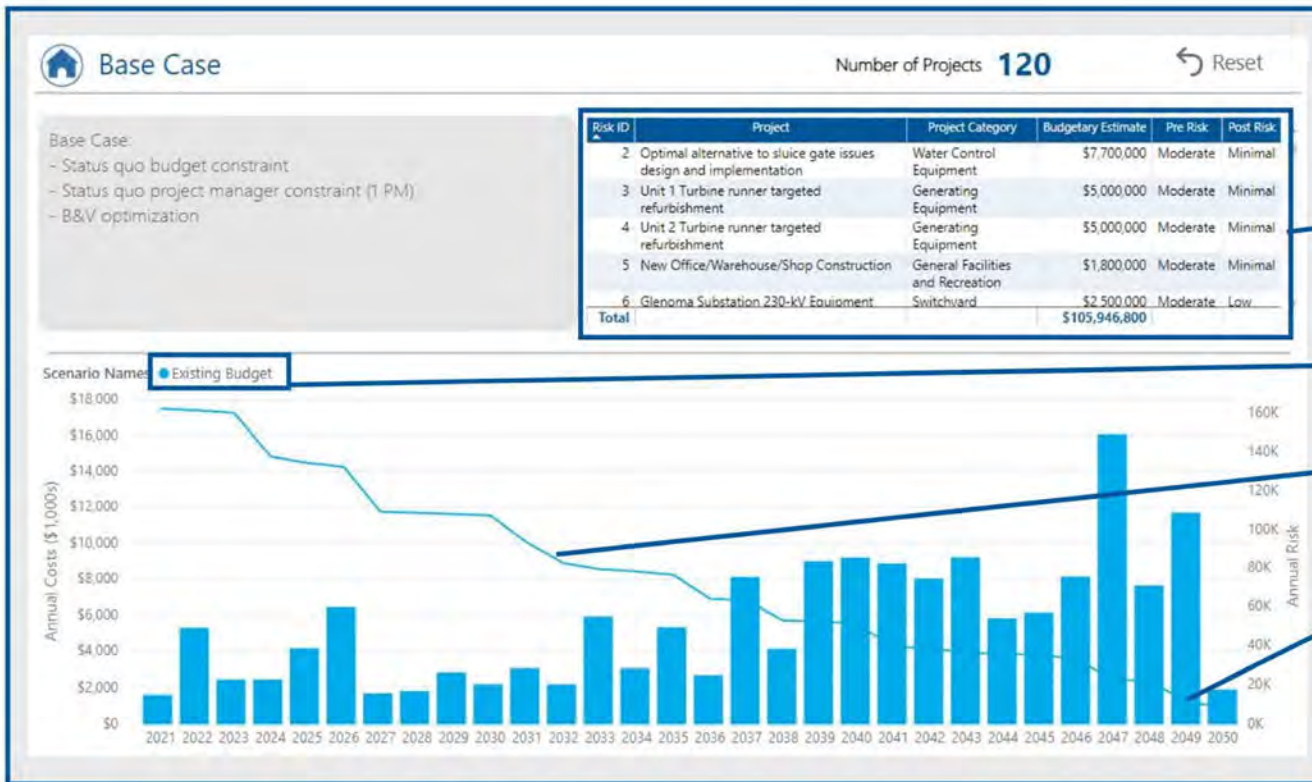 Base Case
Number of Projects 120
Reset
Base Case:
- Status quo budget constraint
- Status quo project manager constraint (1 PM)
- B&V optimization
Risk ID Project Project Category Budgetary Estimate Pre Risk Post Risk
2 Optimal alternative to sluice gate issues Water Control $7,700,000 Moderate Minimal
design and implementation Equipment
3 Unit 1 Turbine runner targeted Generating $5,000,000 Moderate Minimal
refurbishment Equipment
4 Unit 2 Turbine runner targeted Generating $5,000,000 Moderate Minimal
refurbishment Equipment
5 New Office/Warehouse/Shop Construction General Facilities $1,800,000 Moderate Minimal
and Recreation
6 Glenoma Substation 230-kV Equipment Switchyard $2,500,000 Moderate Low
Total $105,946,800
Scenario Names Existing Budget
Annual Costs ($1,000s)
$18,000
$16,000
$14,000
$12,000
$10,000
$8,000
$6,000
$4,000
$2,000
$0
160K
140K
120K
100K
80K
60K
40K
20K
0K
Annual Risk
2021 2022 2023 2024 2025 2026 2027 2028 2029 2030 2031 2032 2033 2034 2035 2036 2037 2038 2039 2040 2041 2042 2043 2044 2045 2046 2047 2048 2049 2050